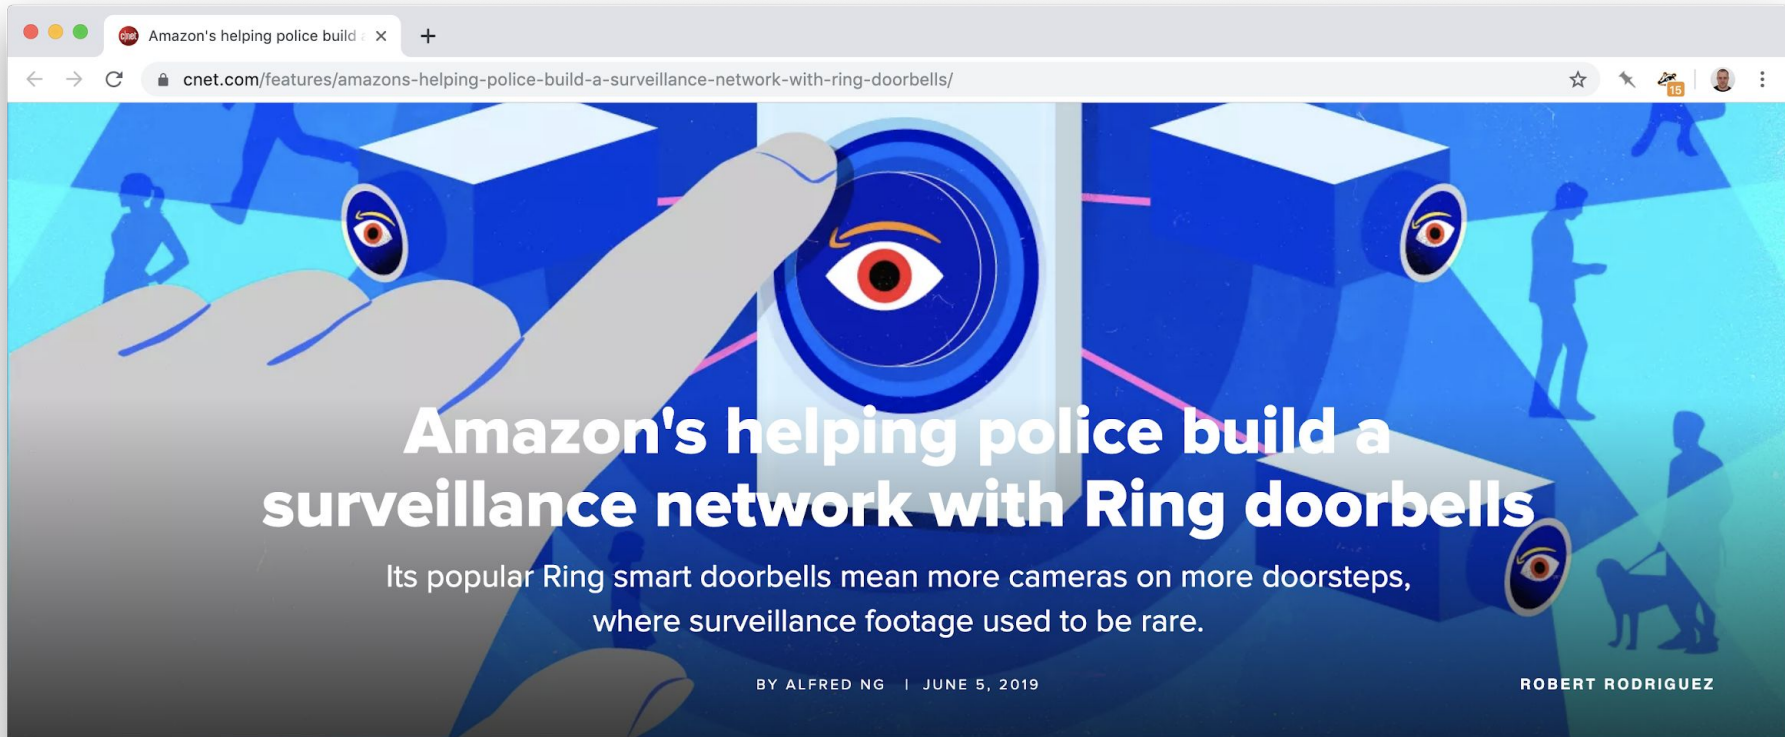 Amazon's helping police build
cnet.com/features/amazons-helping-police-build-a-surveillance-network-with-ring-doorbells/
15
Amazon's helping police build a
surveillance network with Ring doorbells
Its popular Ring smart doorbells mean more cameras on more doorsteps,
where surveillance footage used to be rare.
BY ALFRED NG | JUNE 5, 2019
ROBERT RODRIGUEZ